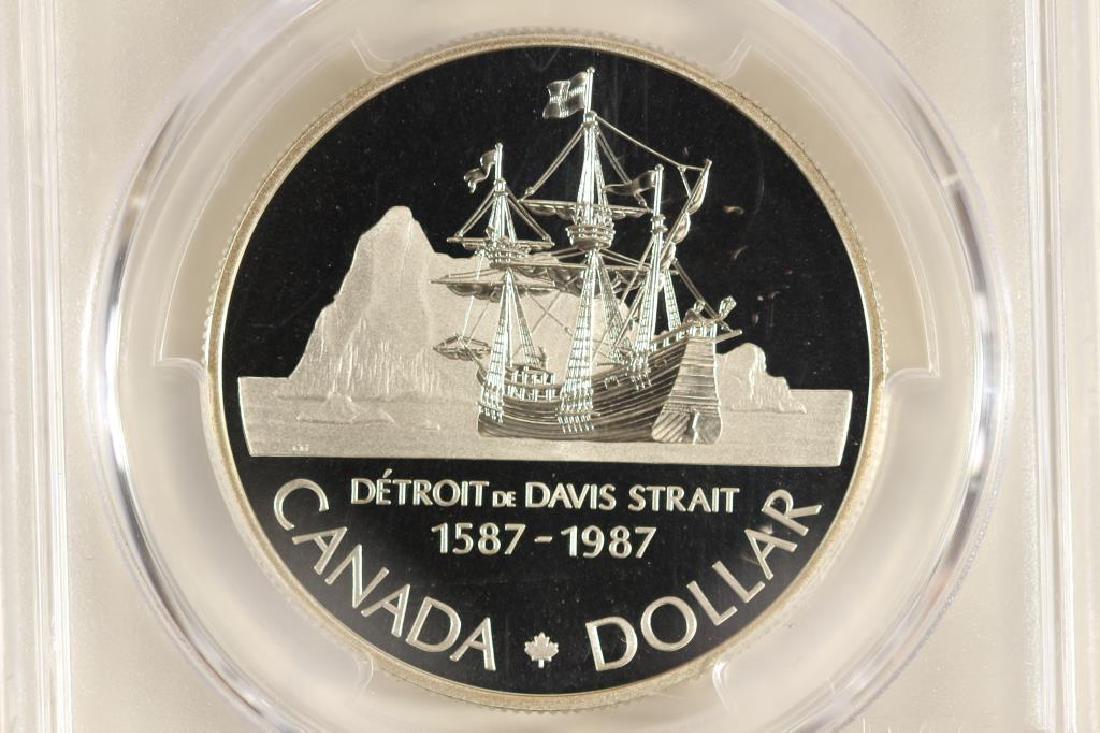 DÉTROIT DE DAVIS STRAIT
1587-1987
CANADA DOLLAR